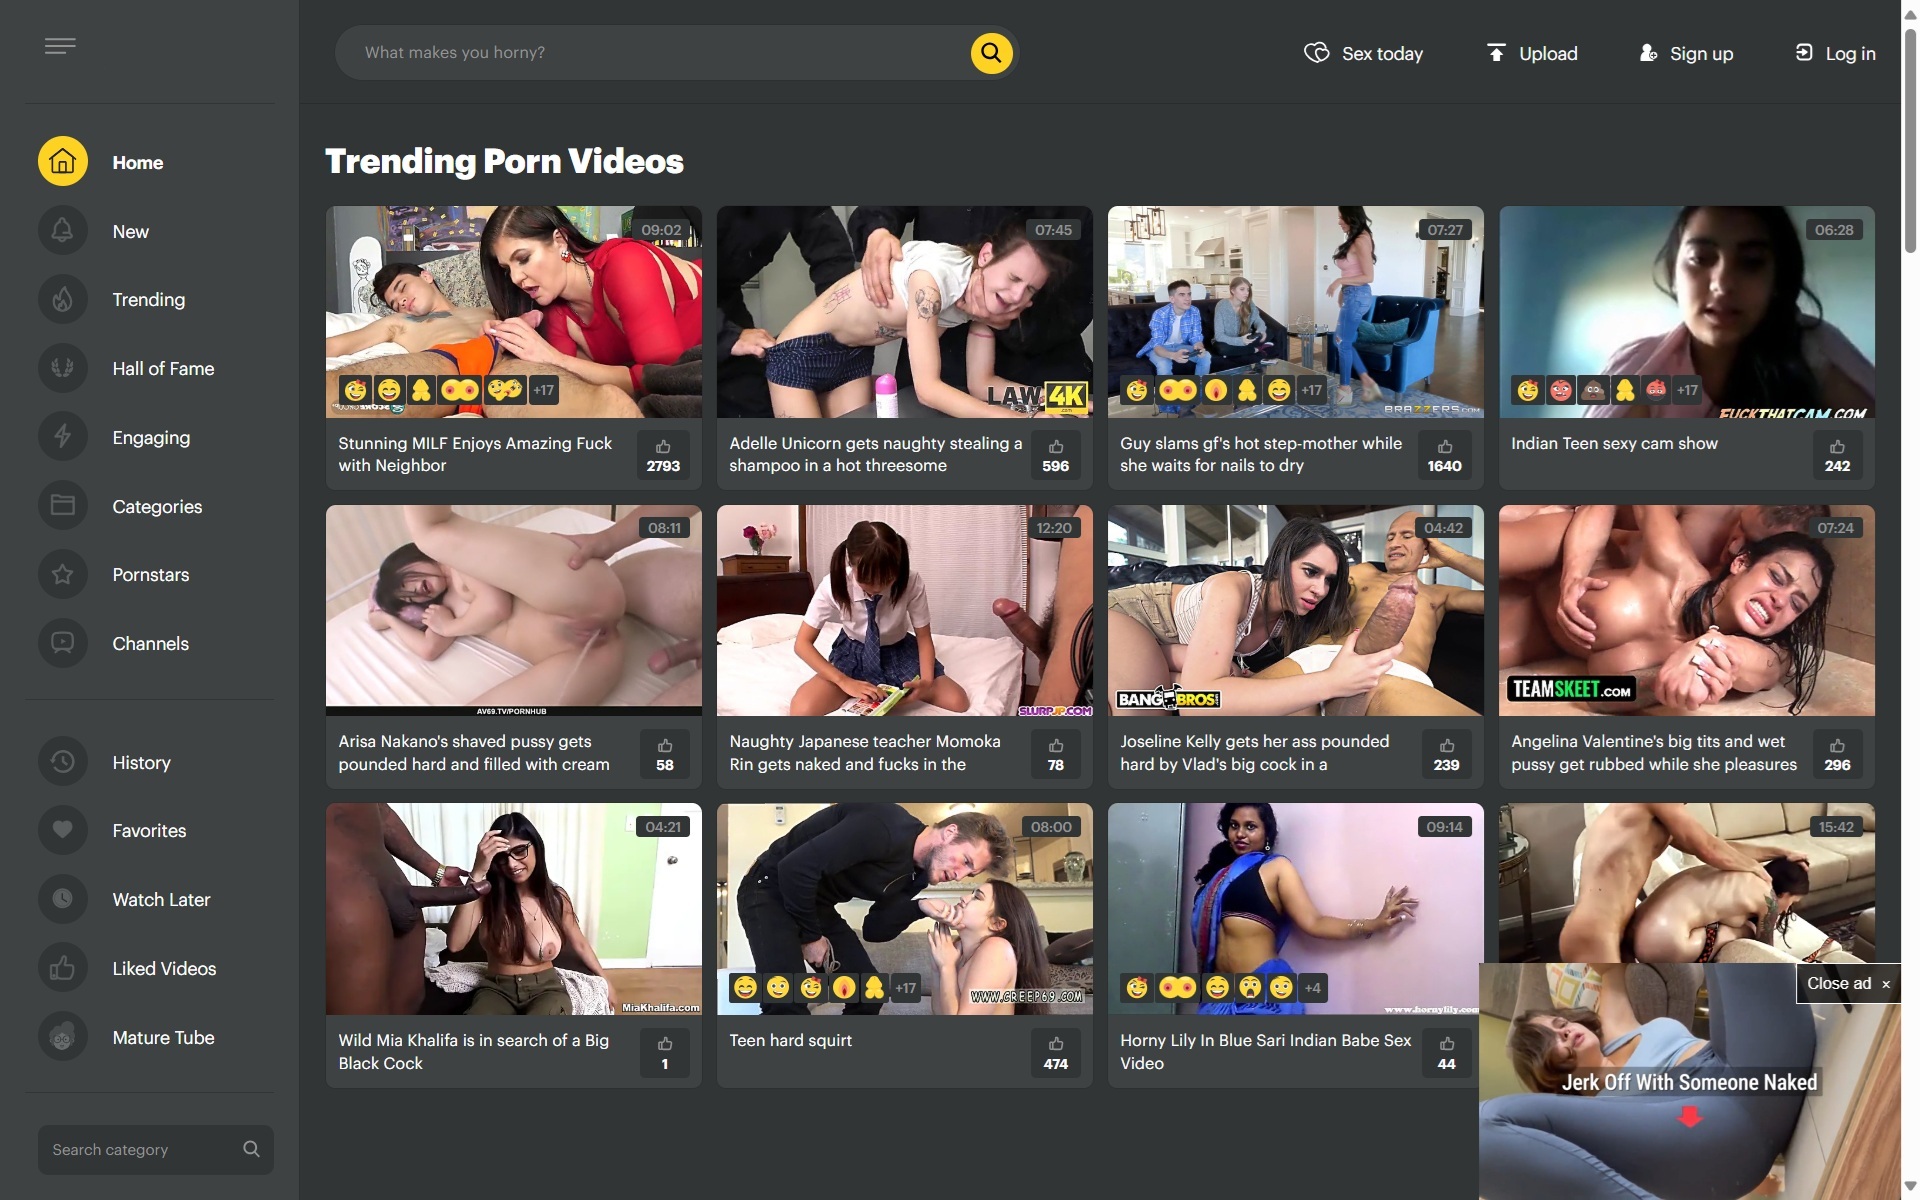 What makes you horny?
Sex today
Upload
Sign up
Log in
Home
New
Trending
Hall of Fame
Engaging
Categories
Pornstars
Channels
History
Favorites
Watch Later
Liked Videos
Mature Tube
Search category
Trending Porn Videos
09:02
+17
Stunning MILF Enjoys Amazing Fuck
with Neighbor
2793
07:45
LAW 4K
.com
Adelle Unicorn gets naughty stealing a
shampoo in a hot threesome
596
07:27
+17
BRAZZERS.COM
Guy slams gf's hot step-mother while
she waits for nails to dry
1640
06:28
+17
FUCKTHATCAM.COM
Indian Teen sexy cam show
242
08:11
AV69.TV/PORNHUB
Arisa Nakano's shaved pussy gets
pounded hard and filled with cream
58
12:20
SLURPJP.COM
Naughty Japanese teacher Momoka
Rin gets naked and fucks in the
78
04:42
BANG BROS
Joseline Kelly gets her ass pounded
hard by Vlad's big cock in a
239
07:24
TEAMSKEET.COM
Angelina Valentine's big tits and wet
pussy get rubbed while she pleasures
296
04:21
MiaKhalifa.com
Wild Mia Khalifa is in search of a Big
Black Cock
1
08:00
+17
WWW.CREEP69.COM
Teen hard squirt
474
09:14
+4
www.hornylily.com
Horny Lily In Blue Sari Indian Babe Sex
Video
44
15:42
Close ad ×
Jerk Off With Someone Naked